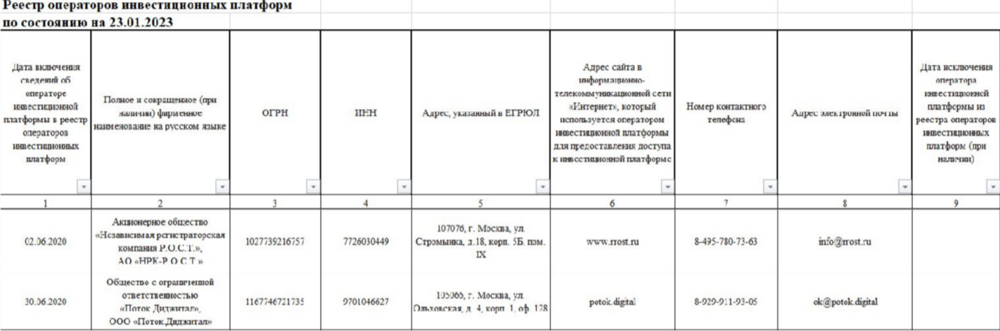 Реестр операторов инвестиционных платформ
по состоянию на 23.01.2023
Дата включения
сведений об
операторе
инвестиционной
платформы в реестр
операторов
инвестиционных
платформ
Полное и сокращенное (при
наличии) фирменное
наименование на русском языке
ОГРН
ИНН
Адрес, указанный в ЕГРЮЛ
Адрес сайта в
информационно-
телекоммуникационной сети
«Интернет», который
используется оператором
инвестиционной платформы
для предоставления доступа
к инвестиционной платформе
Номер контактного
телефона
Адрес электронной почты
Дата исключения
оператора
инвестиционной
платформы из
реестра операторов
инвестиционных
платформ (при
наличии)
1
2
3
4
5
6
7
8
9
02.06.2020
Акционерное общество
«Независимая регистраторская
компания Р.О.С.Т.»,
АО «НРК-Р.О.С.Т.»
1027739216757
7726030449
107076, г. Москва, ул.
Стромынка, д.18, корп. 5Б, пом.
IX
www.rrost.ru
8-495-780-73-63
info@rrost.ru
30.06.2020
Общество с ограниченной
ответственностью
«Поток.Диджитал»,
ООО «Поток.Диджитал»
1167746721735
9701046627
105066, г. Москва, ул.
Ольховская, д. 4, корп. 1, оф. 128
potok.digital
8-929-911-93-05
ok@potok.digital